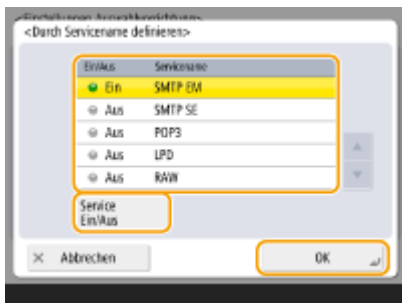 <Einstellungen Auswahlvorrichtung>
<Durch Servicename definieren>
Ein/Aus Servicename
Ein SMTP EM
Aus SMTP SE
Aus POP3
Aus LPD
Aus RAW
Service
Ein/Aus
Abbrechen OK